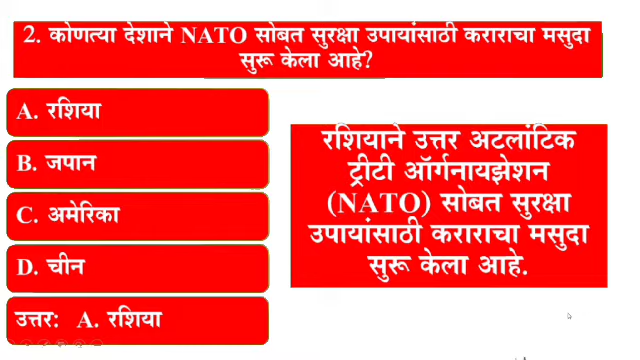 2. कोणत्या देशाने NATO सोबत सुरक्षा उपायांसाठी कराराचा मसुदा
सुरू केला आहे?
A. रशिया
B. जपान
C. अमेरिका
D. चीन
उत्तर: A. रशिया
रशियाने उत्तर अटलांटिक
ट्रीटी ऑर्गनायझेशन
(NATO) सोबत सुरक्षा
उपायांसाठी कराराचा मसुदा
सुरू केला आहे.